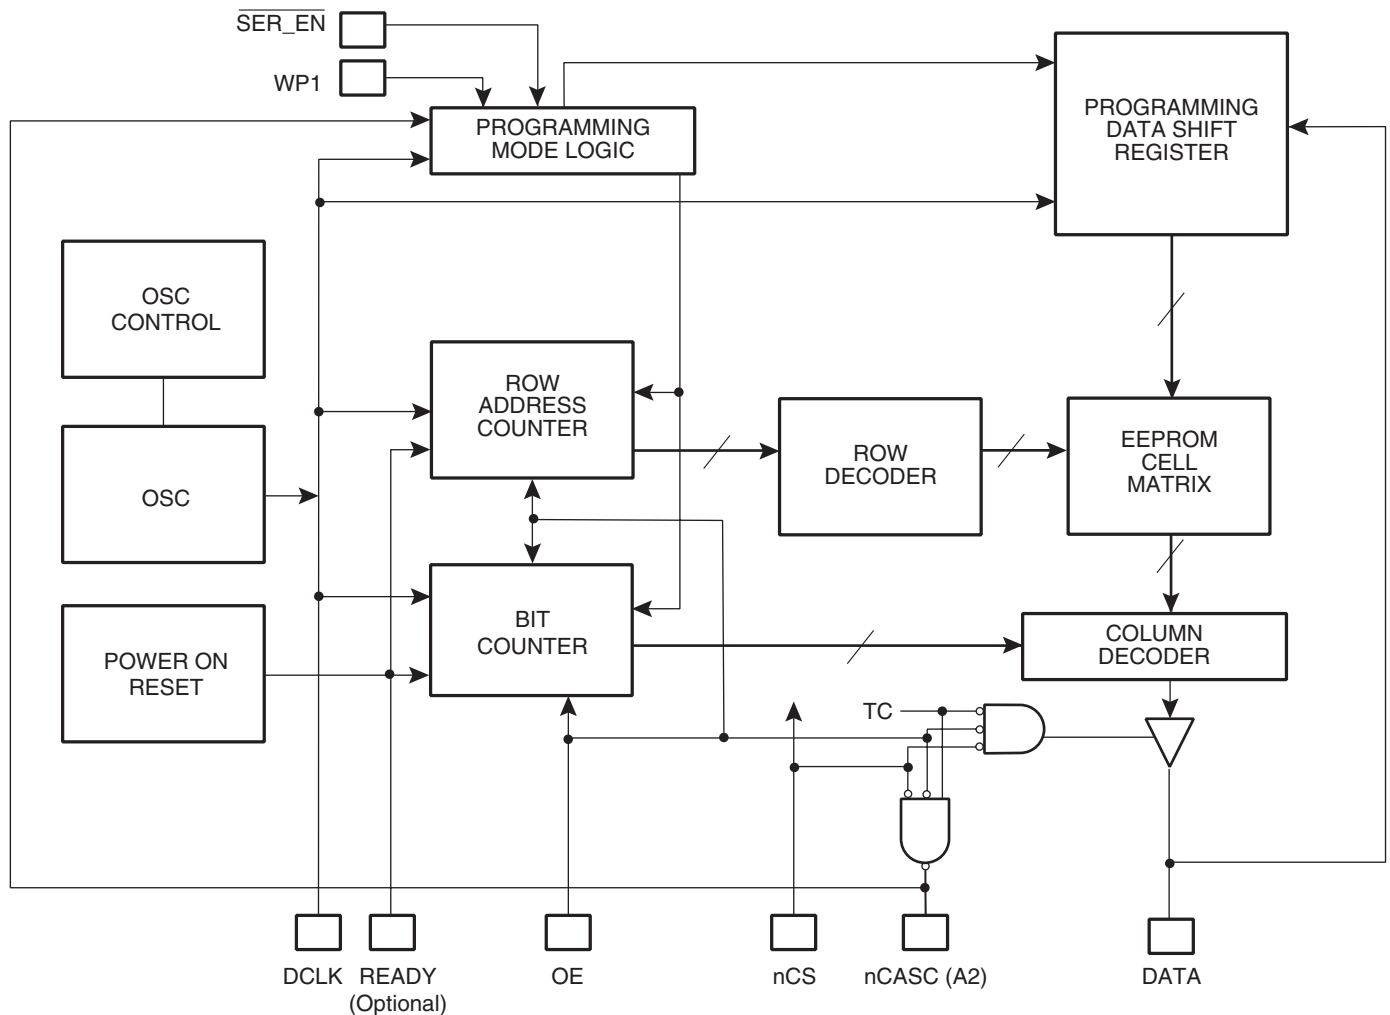 SER_EN
WP1
PROGRAMMING
MODE LOGIC
PROGRAMMING
DATA SHIFT
REGISTER
OSC
CONTROL
ROW
ADDRESS
COUNTER
ROW
DECODER
EEPROM
CELL
MATRIX
OSC
BIT
COUNTER
COLUMN
DECODER
POWER ON
RESET
TC
DCLK
READY
(Optional)
OE
nCS
nCASC (A2)
DATA